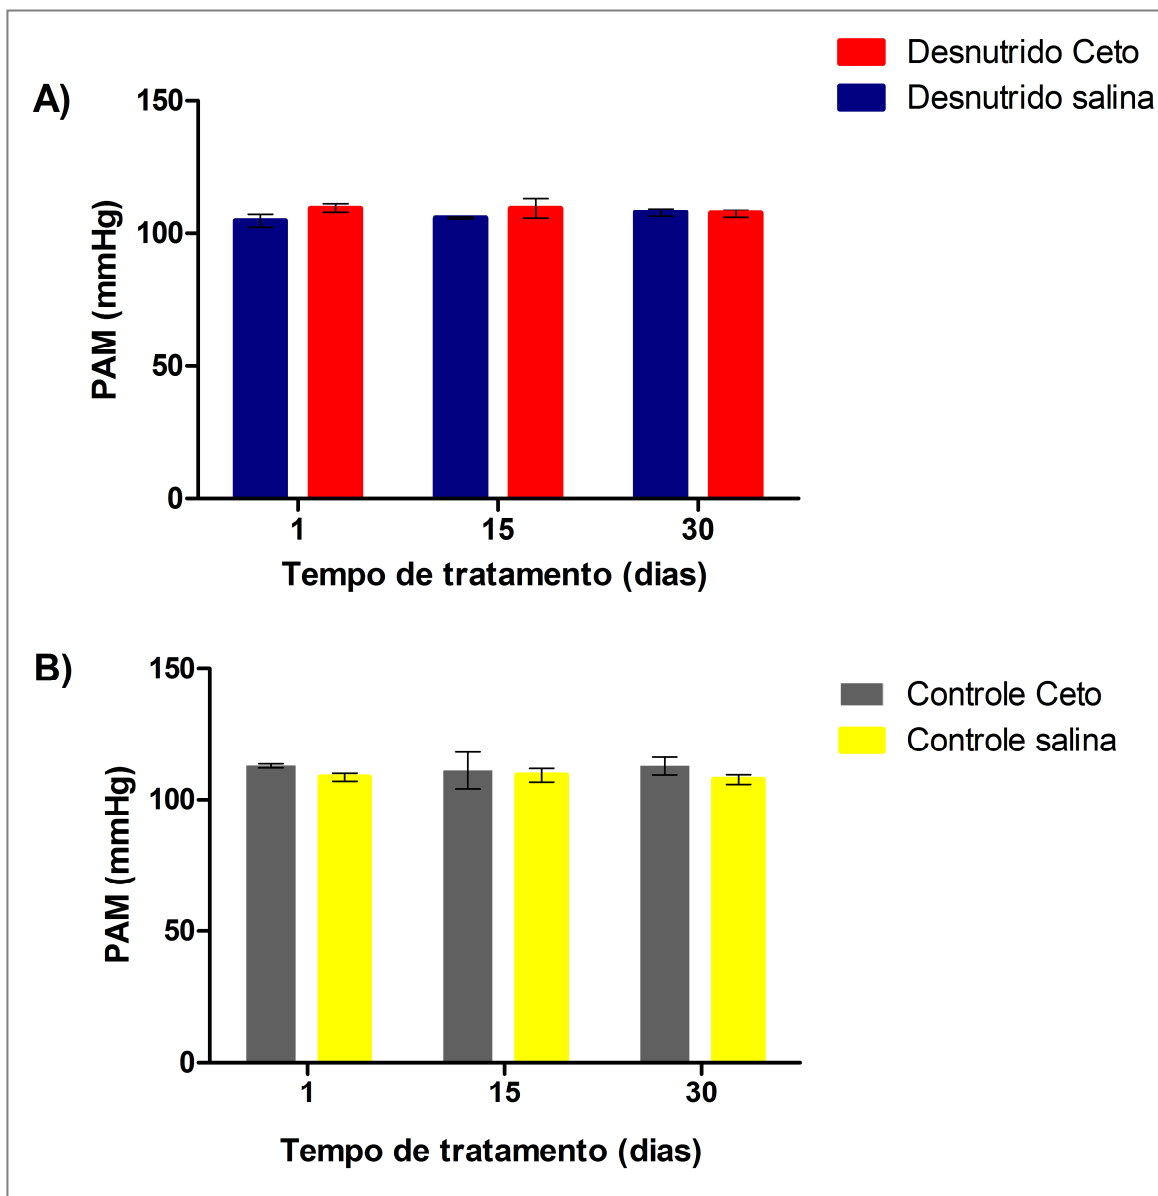 Desnutrido Ceto
Desnutrido salina
A)
150
100
50
0
PAM (mmHg)
1 15 30
Tempo de tratamento (dias)
B)
Controle Ceto
Controle salina
150
100
50
0
PAM (mmHg)
1 15 30
Tempo de tratamento (dias)